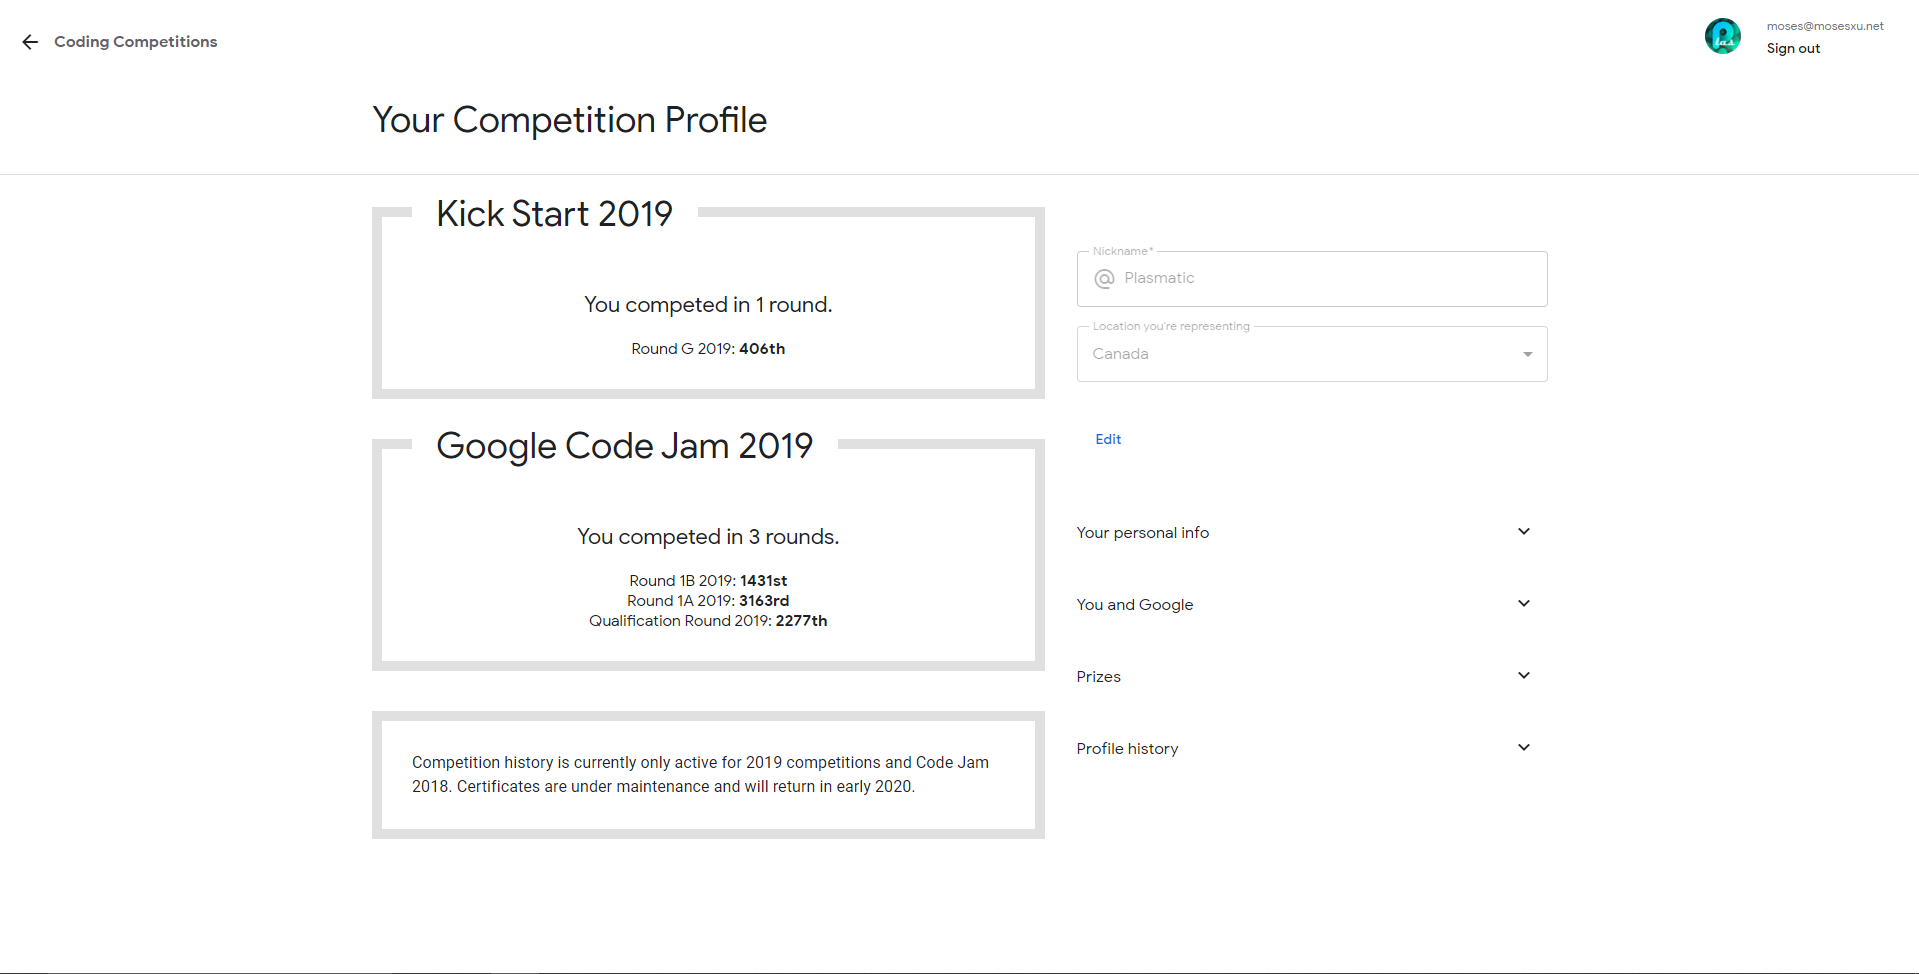 Coding Competitions
moses@mosesxu.net
Sign out
Your Competition Profile
Kick Start 2019
You competed in 1 round.
Round G 2019: 406th
Google Code Jam 2019
You competed in 3 rounds.
Round 1B 2019: 1431st
Round 1A 2019: 3163rd
Qualification Round 2019: 2277th
Competition history is currently only active for 2019 competitions and Code Jam
2018. Certificates are under maintenance and will return in early 2020.
Nickname*
@ Plasmatic
Location you're representing
Canada
Edit
Your personal info
You and Google
Prizes
Profile history